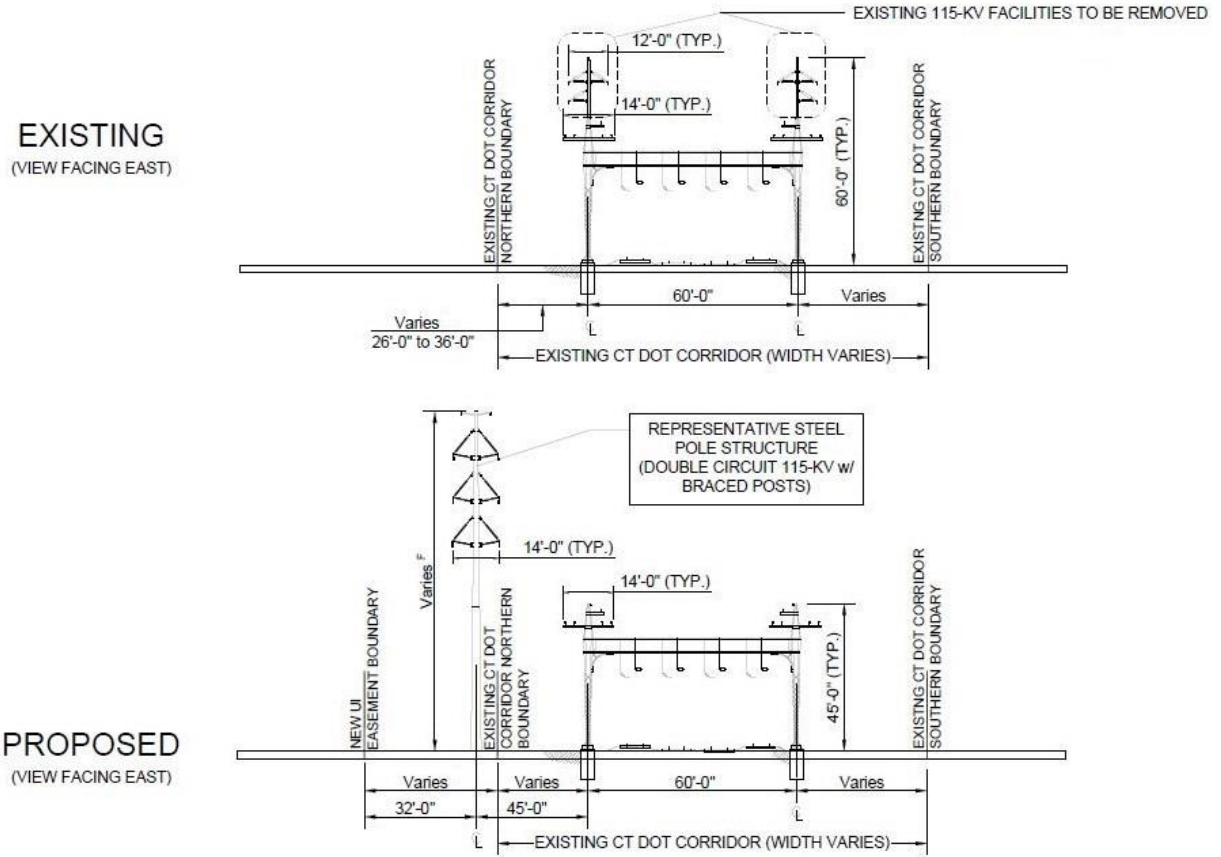 EXISTING 115-KV FACILITIES TO BE REMOVED
12'-0" (TYP.)
14'-0" (TYP.)
60'-0" (TYP.)
EXISTING
(VIEW FACING EAST)
EXISTING CT DOT CORRIDOR
NORTHERN BOUNDARY
EXISTNG CT DOT CORRIDOR
SOUTHERN BOUNDARY
60'-0"
Varies
Varies
26'-0" to 36'-0"
L
L
EXISTING CT DOT CORRIDOR (WIDTH VARIES)
REPRESENTATIVE STEEL
POLE STRUCTURE
(DOUBLE CIRCUIT 115-KV w/
BRACED POSTS)
Varies F
14'-0" (TYP.)
14'-0" (TYP.)
45'-0" (TYP.)
NEW UI
EASEMENT BOUNDARY
EXISTING CT DOT
CORRIDOR NORTHERN
BOUNDARY
EXISTNG CT DOT CORRIDOR
SOUTHERN BOUNDARY
PROPOSED
(VIEW FACING EAST)
Varies
Varies
60'-0"
Varies
32'-0"
45'-0"
L
L
EXISTING CT DOT CORRIDOR (WIDTH VARIES)